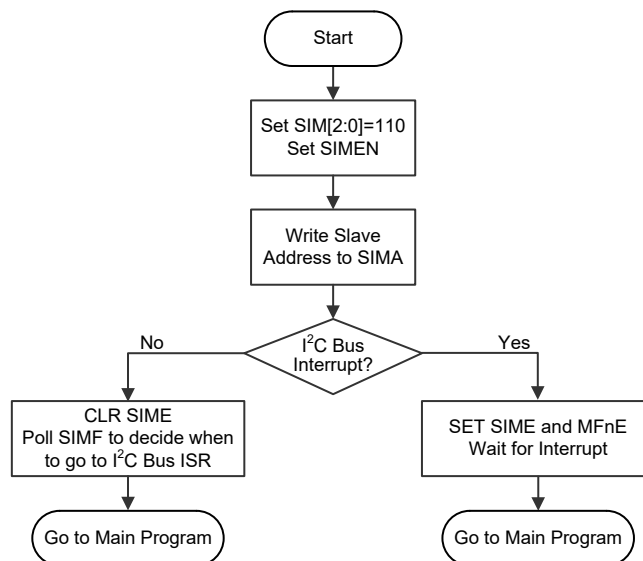 Start
Set SIM[2:0]=110
Set SIMEN
Write Slave
Address to SIMA
I²C Bus
Interrupt?
No
Yes
CLR SIME
Poll SIMF to decide when
to go to I²C Bus ISR
SET SIME and MFnE
Wait for Interrupt
Go to Main Program
Go to Main Program